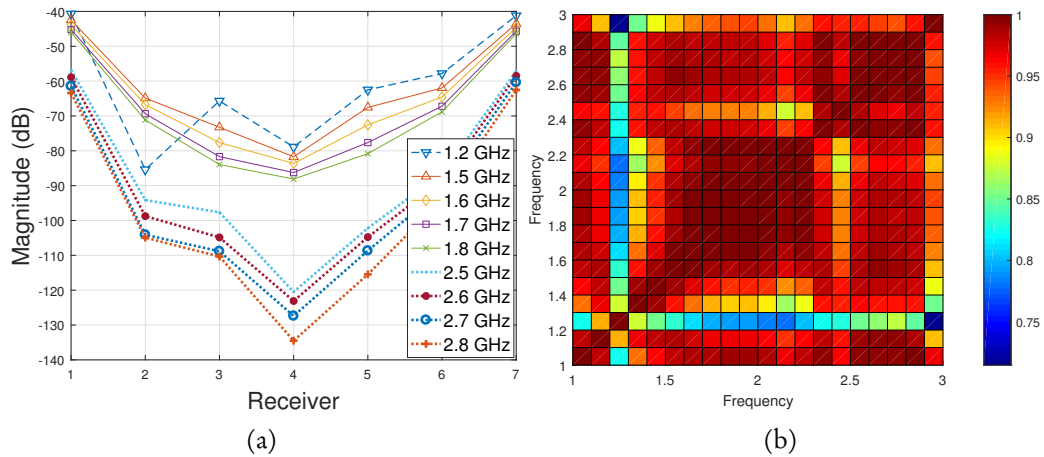 -40
-50
-60
-70
-80
-90
-100
-110
-120
-130
-140
1 2 3 4 5 6 7
Magnitude (dB)
Receiver
1.2 GHz
1.5 GHz
1.6 GHz
1.7 GHz
1.8 GHz
2.5 GHz
2.6 GHz
2.7 GHz
2.8 GHz
(a)
3
2.8
2.6
2.4
2.2
2
1.8
1.6
1.4
1.2
1
1 1.5 2 2.5 3
Frequency
Frequency
1
0.95
0.9
0.85
0.8
0.75
(b)